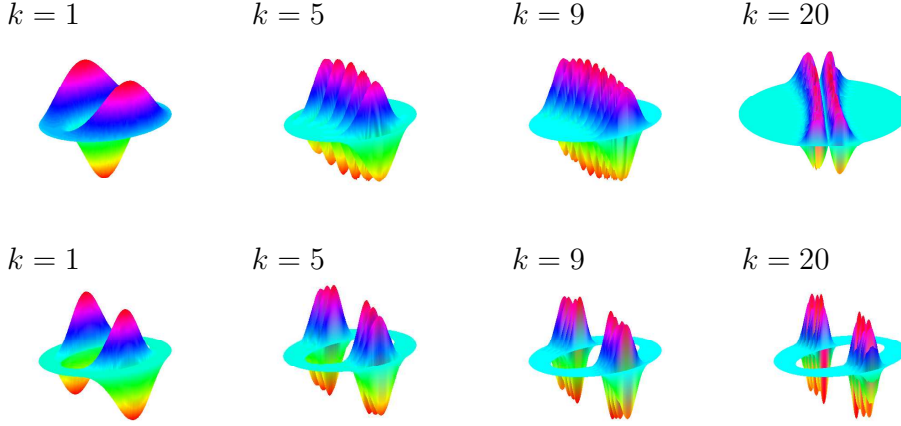 k = 1 k = 5 k = 9 k = 20
k = 1 k = 5 k = 9 k = 20